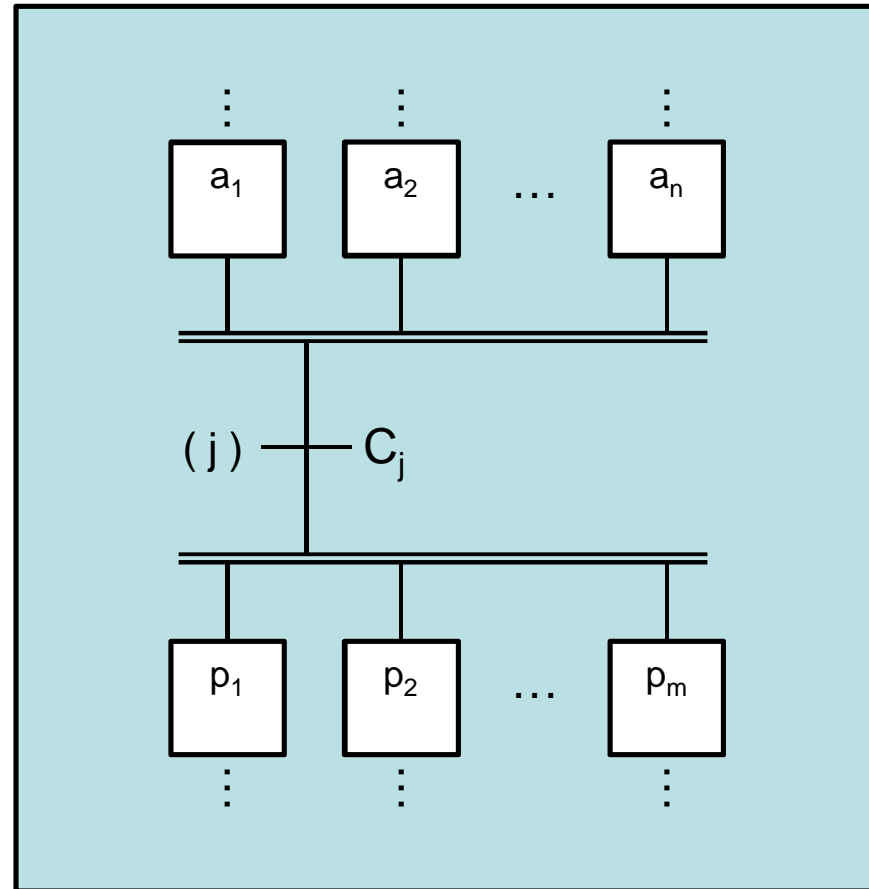 ⋮ ⋮ ⋮
a₁ a₂ … aₙ
( j ) Cⱼ
p₁ p₂ … pₘ
⋮ ⋮ ⋮